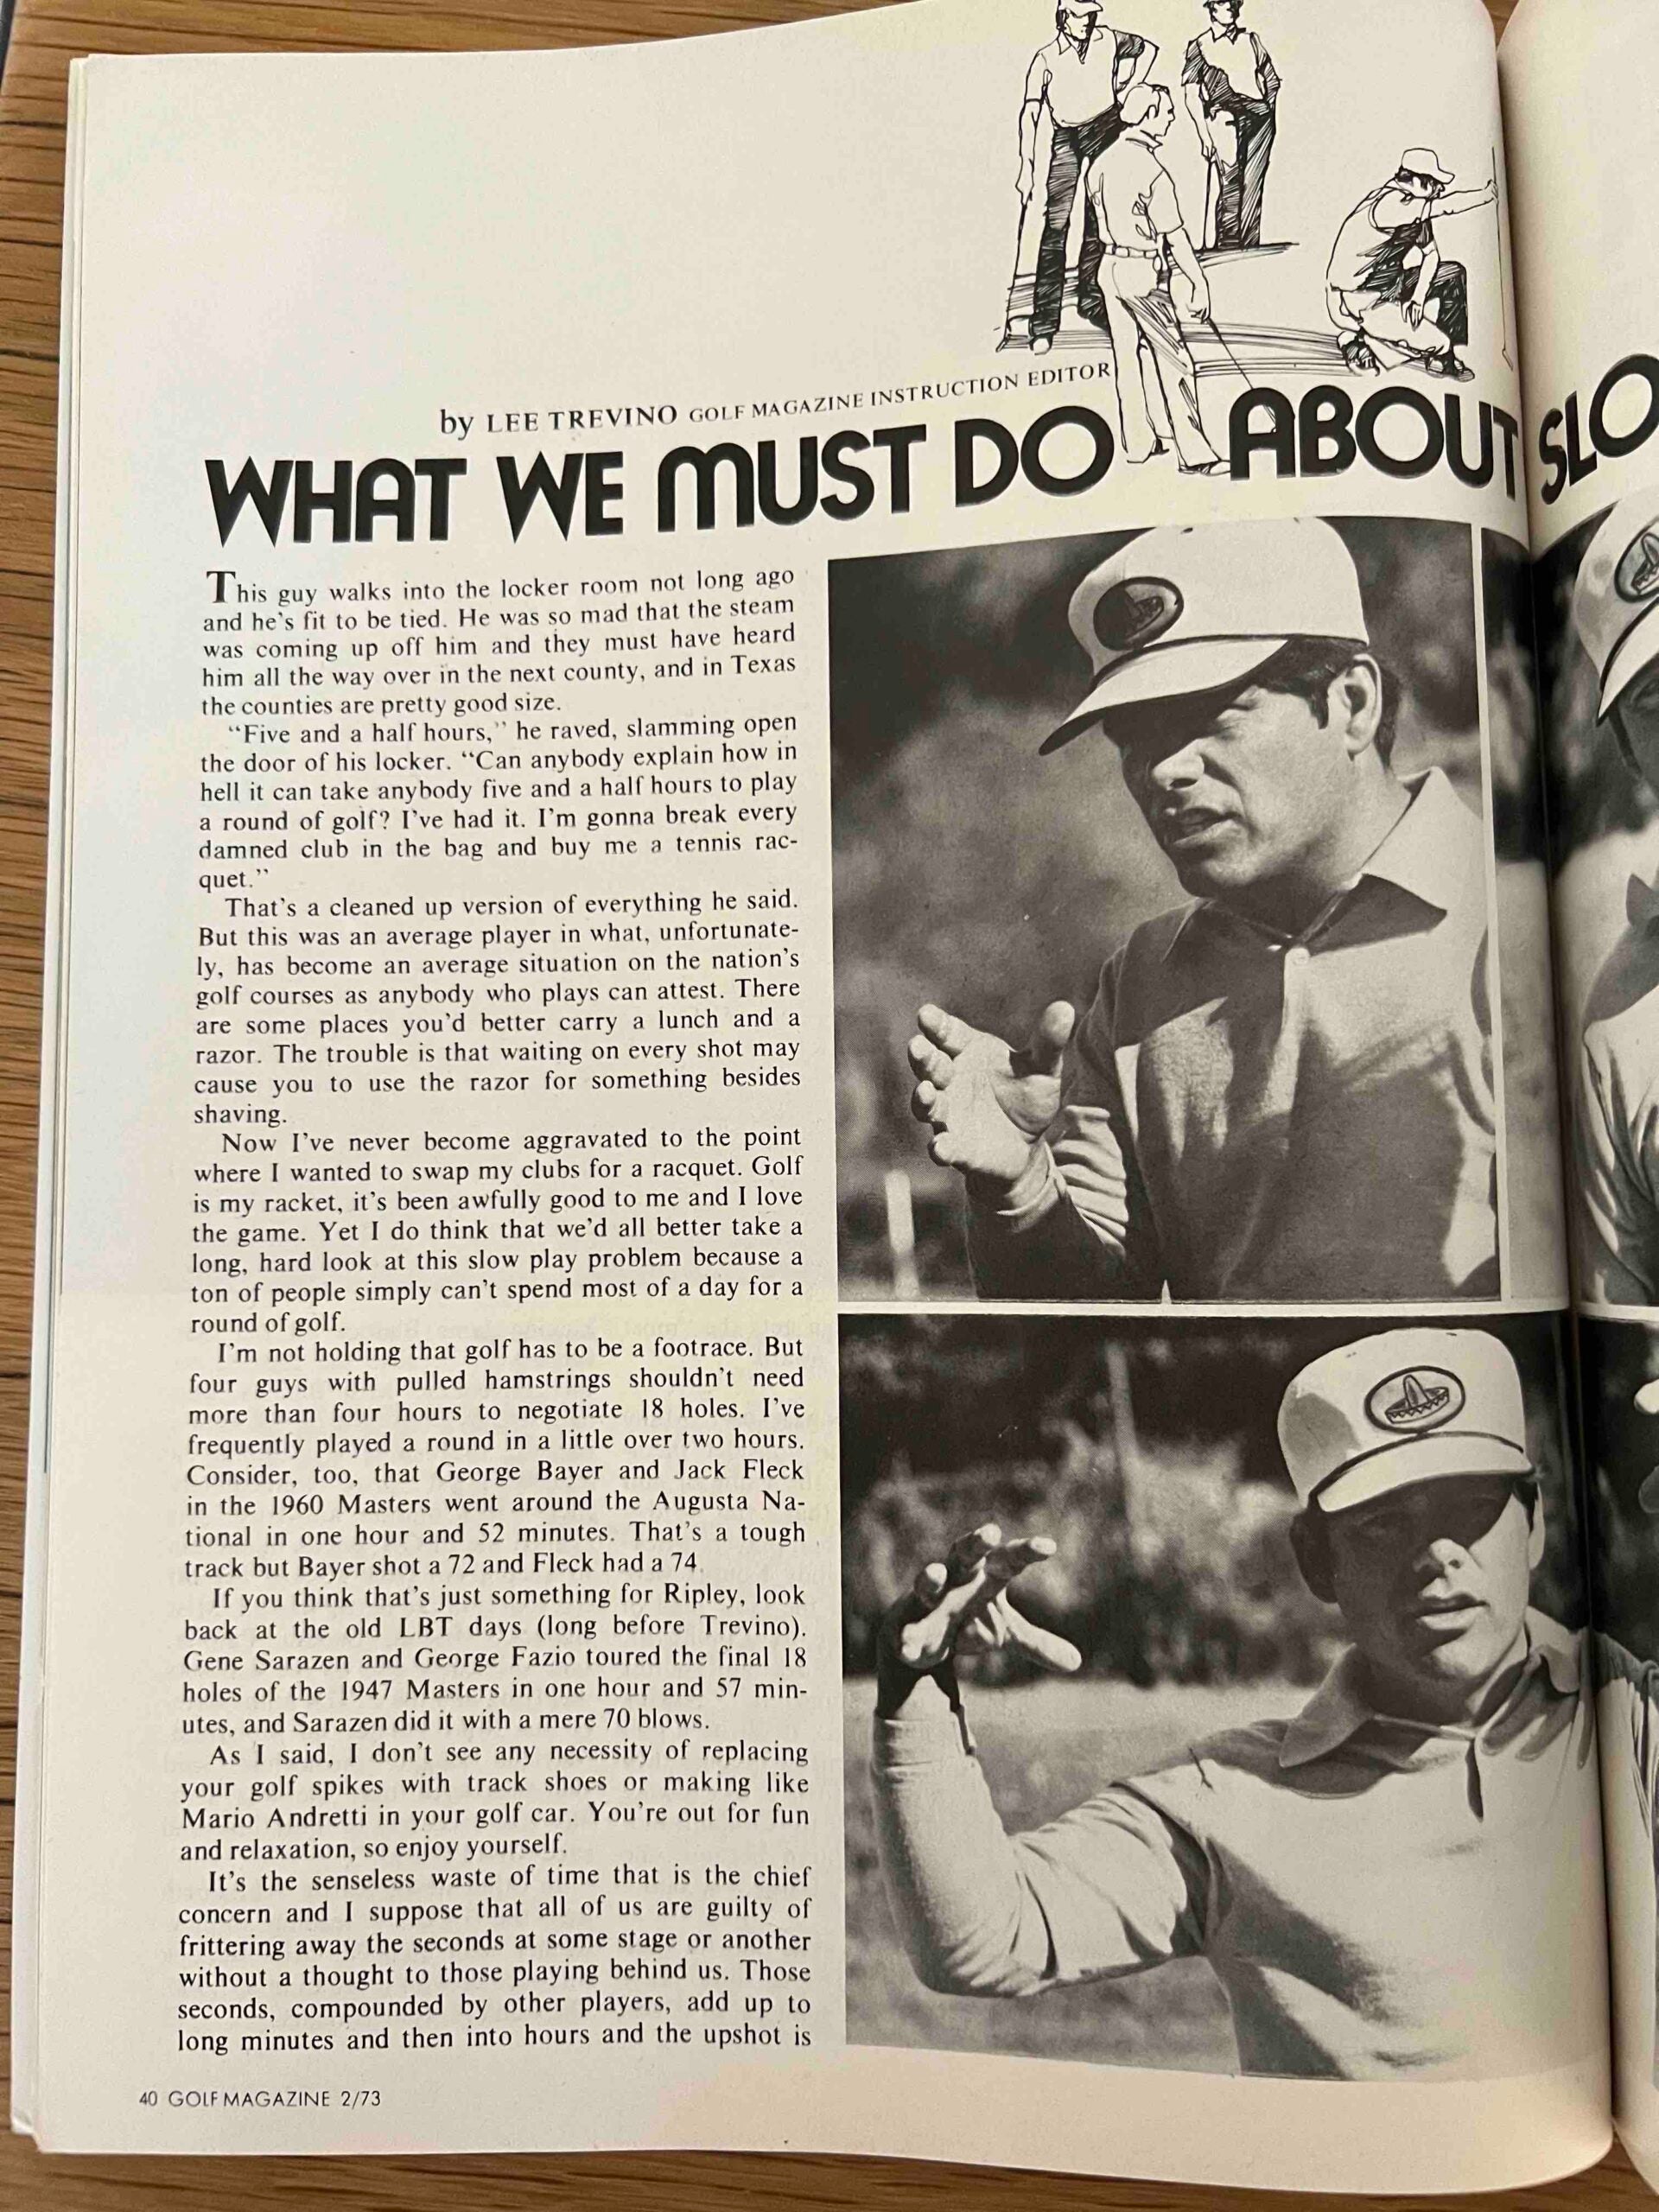 by LEE TREVINO GOLF MAGAZINE INSTRUCTION EDITOR
WHAT WE MUST DO ABOUT SLO
This guy walks into the locker room not long ago
and he's fit to be tied. He was so mad that the steam
was coming up off him and they must have heard
him all the way over in the next county, and in Texas
the counties are pretty good size.
“Five and a half hours,” he raved, slamming open
the door of his locker. “Can anybody explain how in
hell it can take anybody five and a half hours to play
a round of golf? I've had it. I'm gonna break every
damned club in the bag and buy me a tennis rac-
quet.”
That's a cleaned up version of everything he said.
But this was an average player in what, unfortunate-
ly, has become an average situation on the nation's
golf courses as anybody who plays can attest. There
are some places you'd better carry a lunch and a
razor. The trouble is that waiting on every shot may
cause you to use the razor for something besides
shaving.
Now I've never become aggravated to the point
where I wanted to swap my clubs for a racquet. Golf
is my racket, it's been awfully good to me and I love
the game. Yet I do think that we'd all better take a
long, hard look at this slow play problem because a
ton of people simply can't spend most of a day for a
round of golf.
I'm not holding that golf has to be a footrace. But
four guys with pulled hamstrings shouldn't need
more than four hours to negotiate 18 holes. I've
frequently played a round in a little over two hours.
Consider, too, that George Bayer and Jack Fleck
in the 1960 Masters went around the Augusta Na-
tional in one hour and 52 minutes. That's a tough
track but Bayer shot a 72 and Fleck had a 74.
If you think that's just something for Ripley, look
back at the old LBT days (long before Trevino).
Gene Sarazen and George Fazio toured the final 18
holes of the 1947 Masters in one hour and 57 min-
utes, and Sarazen did it with a mere 70 blows.
As I said, I don't see any necessity of replacing
your golf spikes with track shoes or making like
Mario Andretti in your golf car. You're out for fun
and relaxation, so enjoy yourself.
It's the senseless waste of time that is the chief
concern and I suppose that all of us are guilty of
frittering away the seconds at some stage or another
without a thought to those playing behind us. Those
seconds, compounded by other players, add up to
long minutes and then into hours and the upshot is
40 GOLF MAGAZINE 2/73